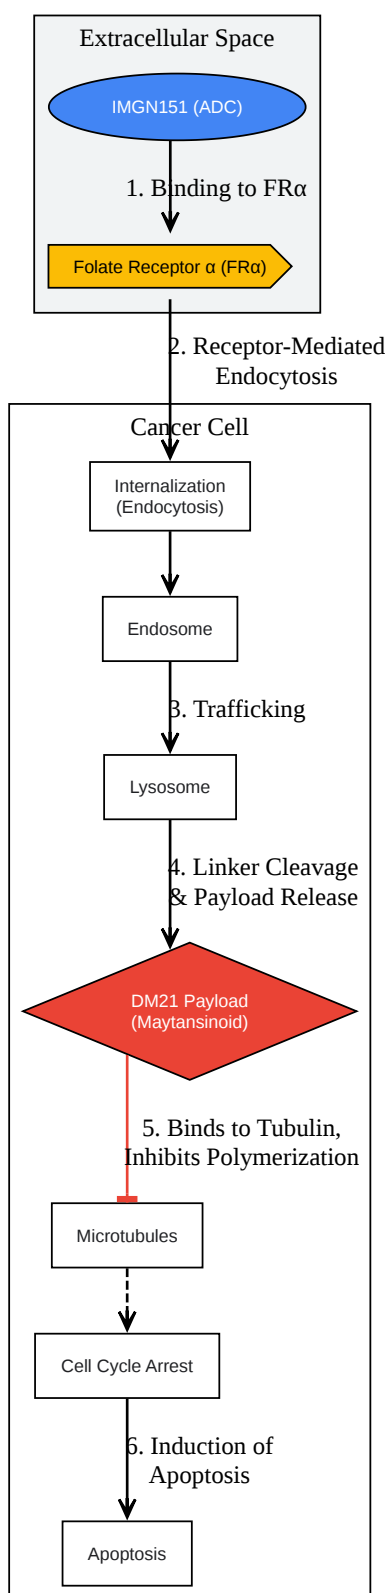 Extracellular Space
IMGN151 (ADC)
1. Binding to FRα
Folate Receptor α (FRα)
2. Receptor-Mediated
Endocytosis
Cancer Cell
Internalization
(Endocytosis)
Endosome
3. Trafficking
Lysosome
4. Linker Cleavage
& Payload Release
DM21 Payload
(Maytansinoid)
5. Binds to Tubulin,
Inhibits Polymerization
Microtubules
Cell Cycle Arrest
6. Induction of
Apoptosis
Apoptosis